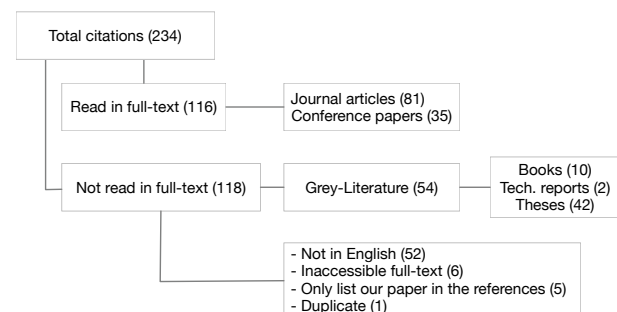 Total citations (234)
Read in full-text (116)
Journal articles (81)
Conference papers (35)
Not read in full-text (118)
Grey-Literature (54)
Books (10)
Tech. reports (2)
Theses (42)
- Not in English (52)
- Inaccessible full-text (6)
- Only list our paper in the references (5)
- Duplicate (1)